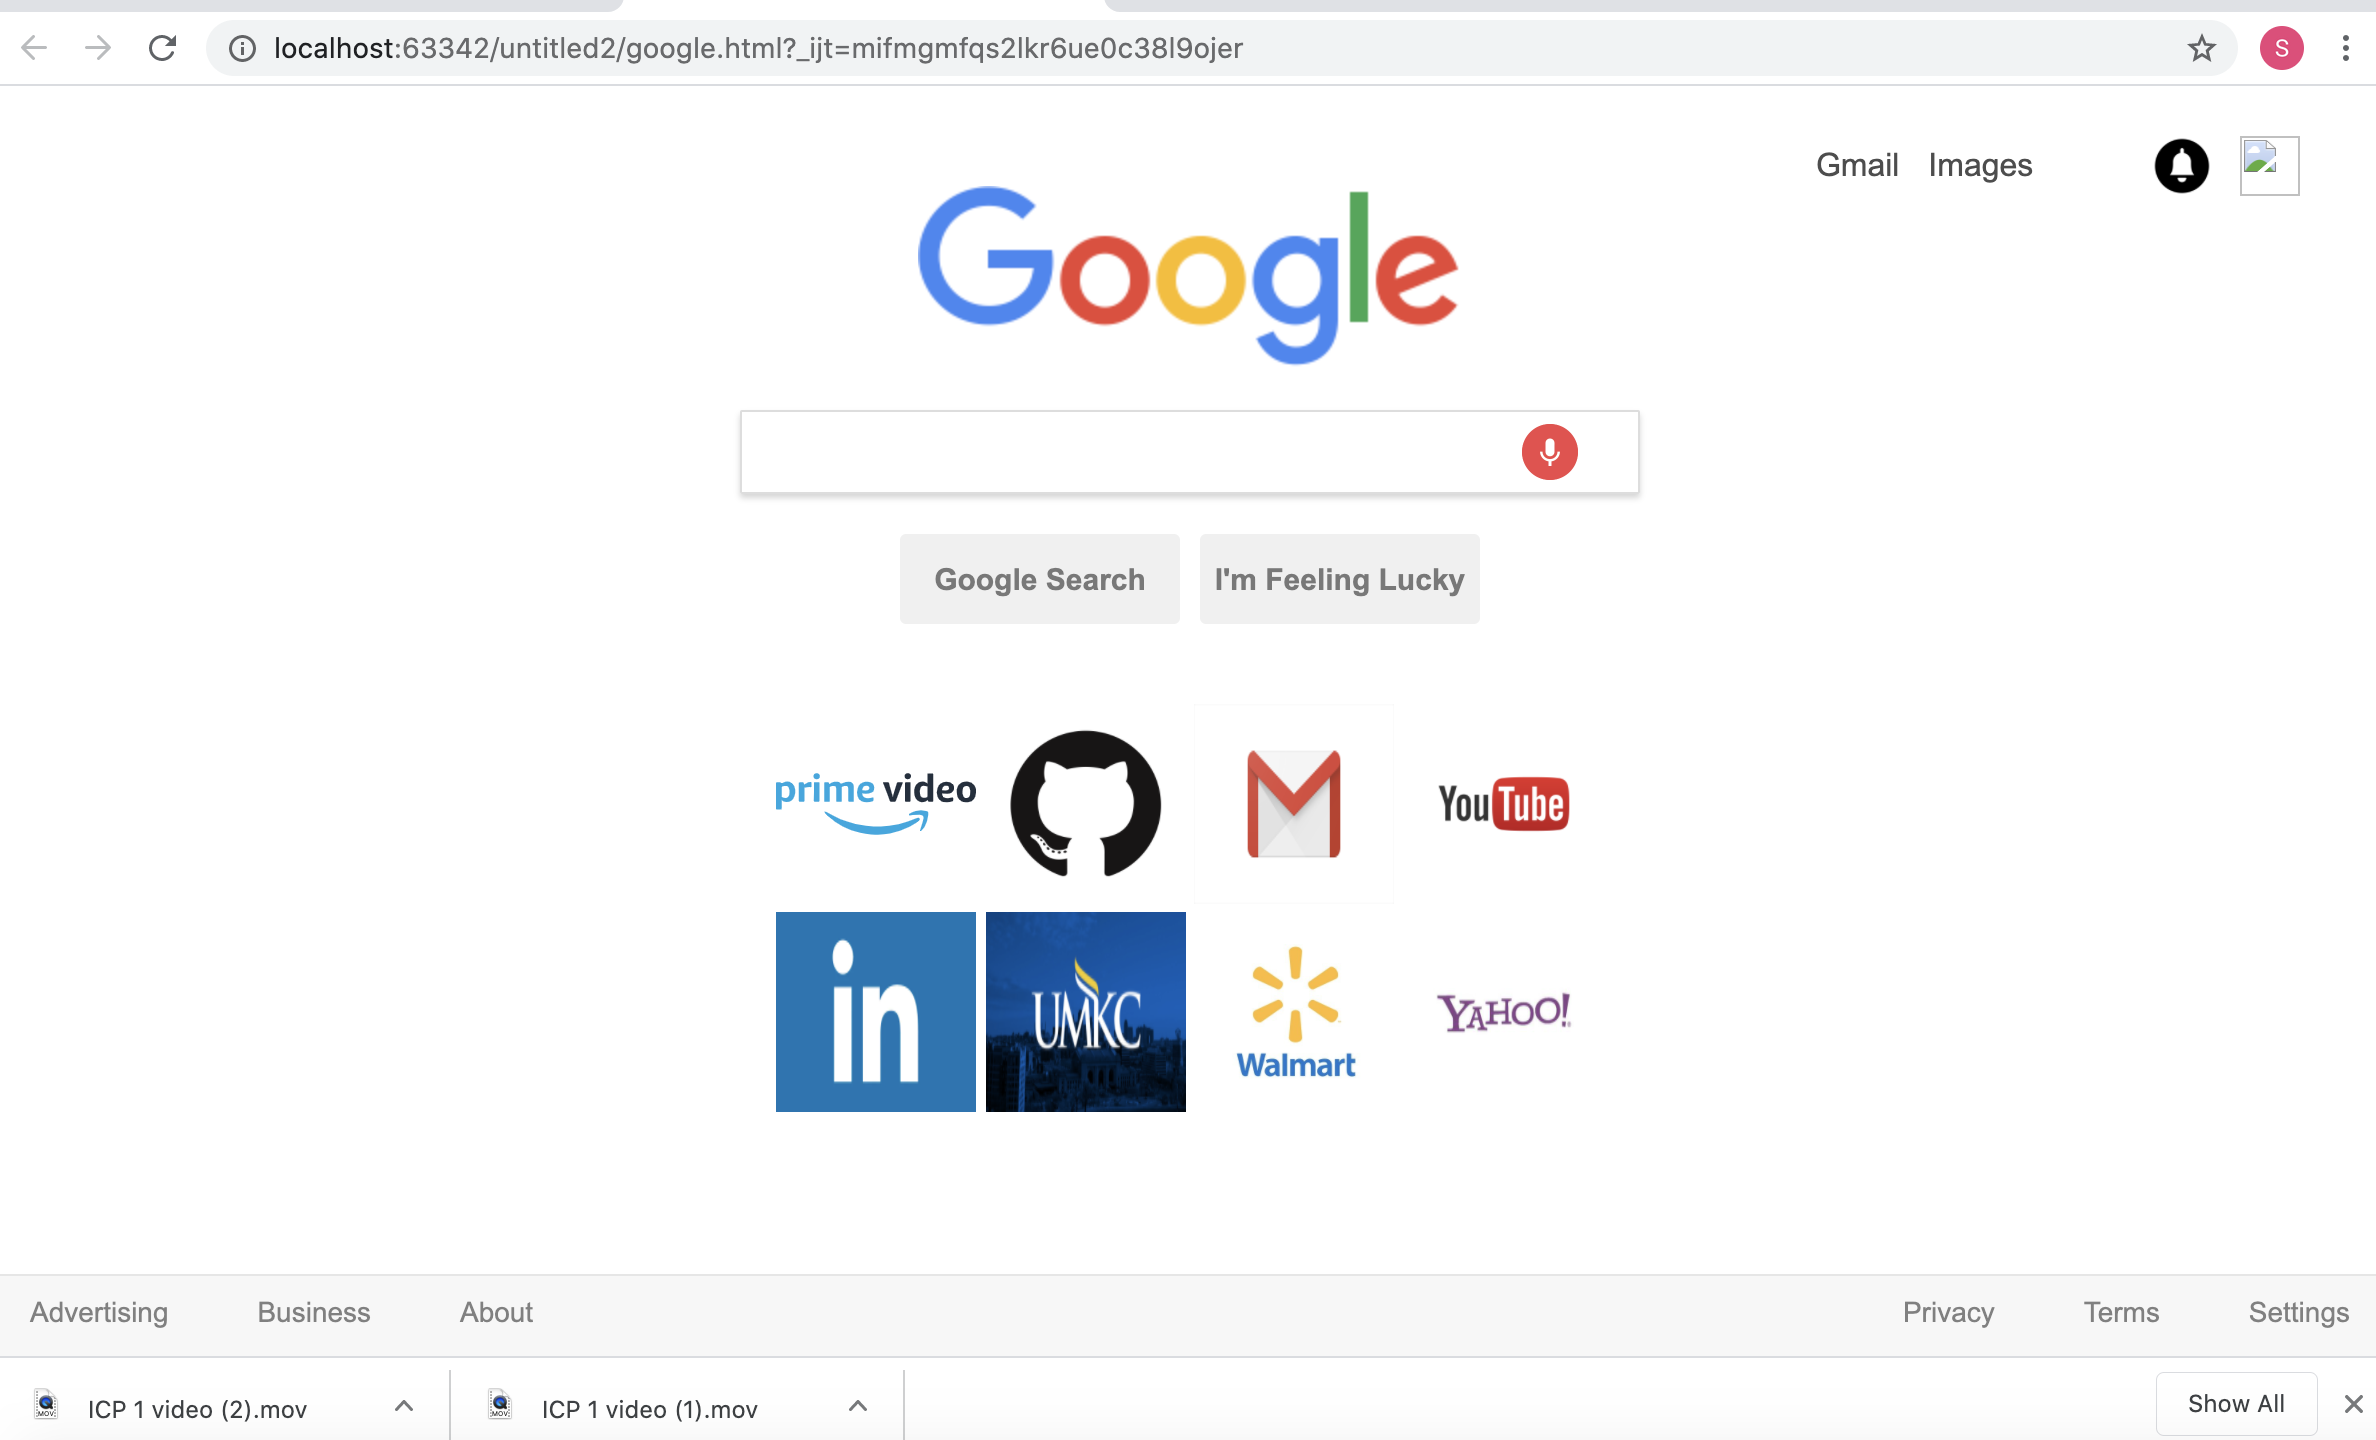 localhost:63342/untitled2/google.html?_ijt=mifmgmfqs2lkr6ue0c38l9ojer
S
Gmail Images
Google
Google Search I'm Feeling Lucky
prime video
YouTube
in
UMKC
Walmart
YAHOO!
Advertising Business About Privacy Terms Settings
MOV ICP 1 video (2).mov MOV ICP 1 video (1).mov Show All